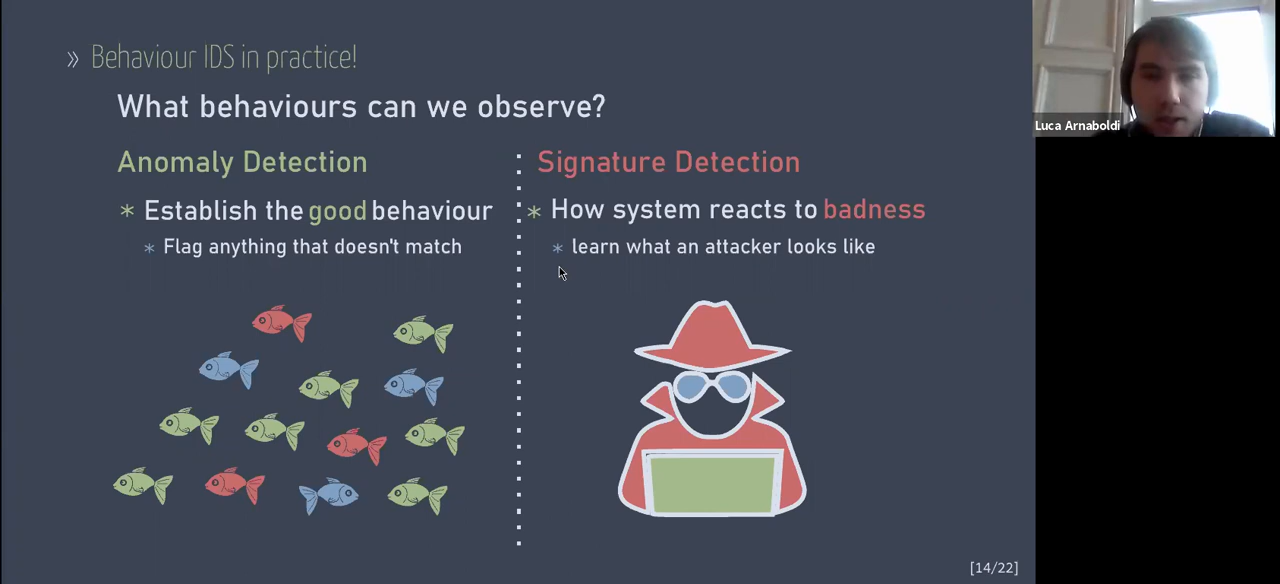 » Behaviour IDS in practice!
What behaviours can we observe?
Anomaly Detection
* Establish the good behaviour
* Flag anything that doesn't match
Signature Detection
* How system reacts to badness
* learn what an attacker looks like
[14/22]
Luca Arnaboldi